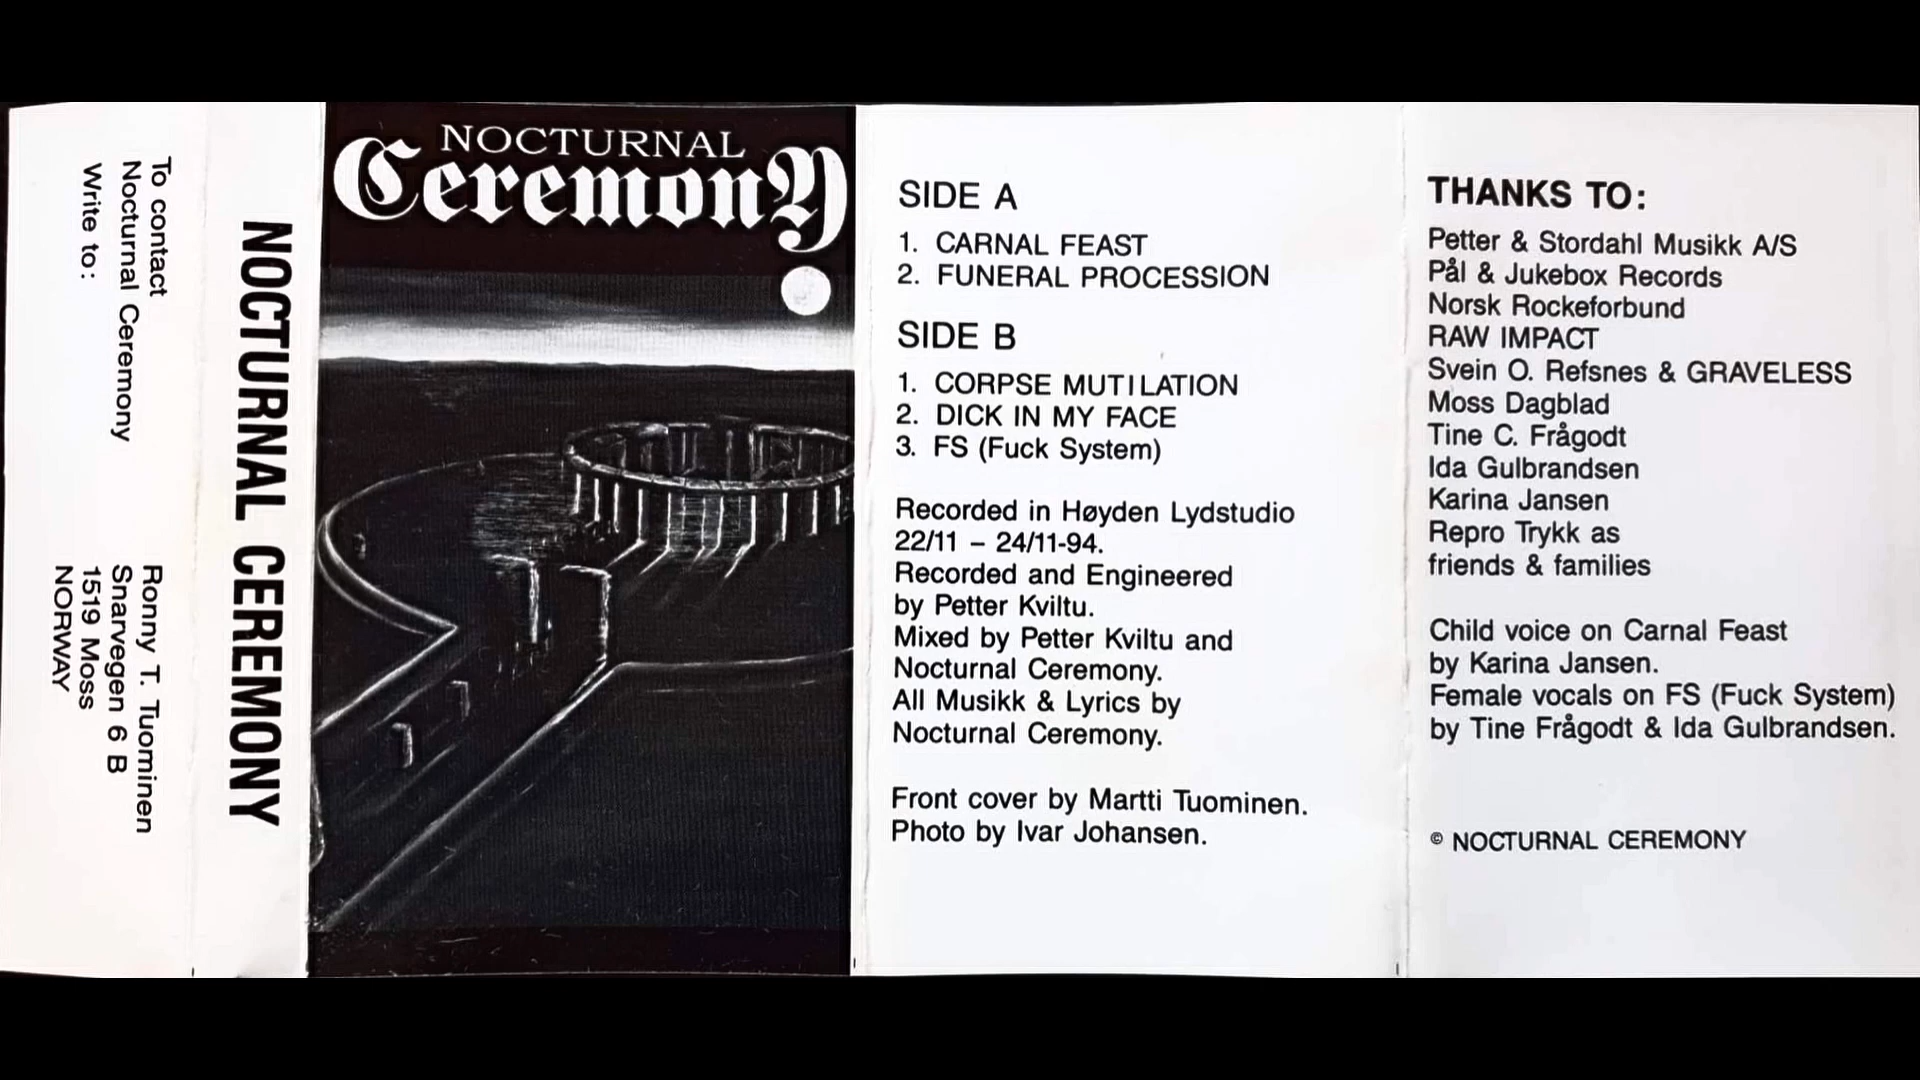 To contact
Nocturnal Ceremony
Write to:
Ronny T. Tuominen
Snarvegen 6 B
1519 Moss
NORWAY
NOCTURNAL CEREMONY
NOCTURNAL
Ceremony
SIDE A
1. CARNAL FEAST
2. FUNERAL PROCESSION
SIDE B
1. CORPSE MUTILATION
2. DICK IN MY FACE
3. FS (Fuck System)
Recorded in Høyden Lydstudio
22/11 – 24/11-94.
Recorded and Engineered
by Petter Kviltu.
Mixed by Petter Kviltu and
Nocturnal Ceremony.
All Musikk & Lyrics by
Nocturnal Ceremony.
Front cover by Martti Tuominen.
Photo by Ivar Johansen.
THANKS TO:
Petter & Stordahl Musikk A/S
Pål & Jukebox Records
Norsk Rockeforbund
RAW IMPACT
Svein O. Refsnes & GRAVELESS
Moss Dagblad
Tine C. Frågodt
Ida Gulbrandsen
Karina Jansen
Repro Trykk as
friends & families
Child voice on Carnal Feast
by Karina Jansen.
Female vocals on FS (Fuck System)
by Tine Frågodt & Ida Gulbrandsen.
© NOCTURNAL CEREMONY